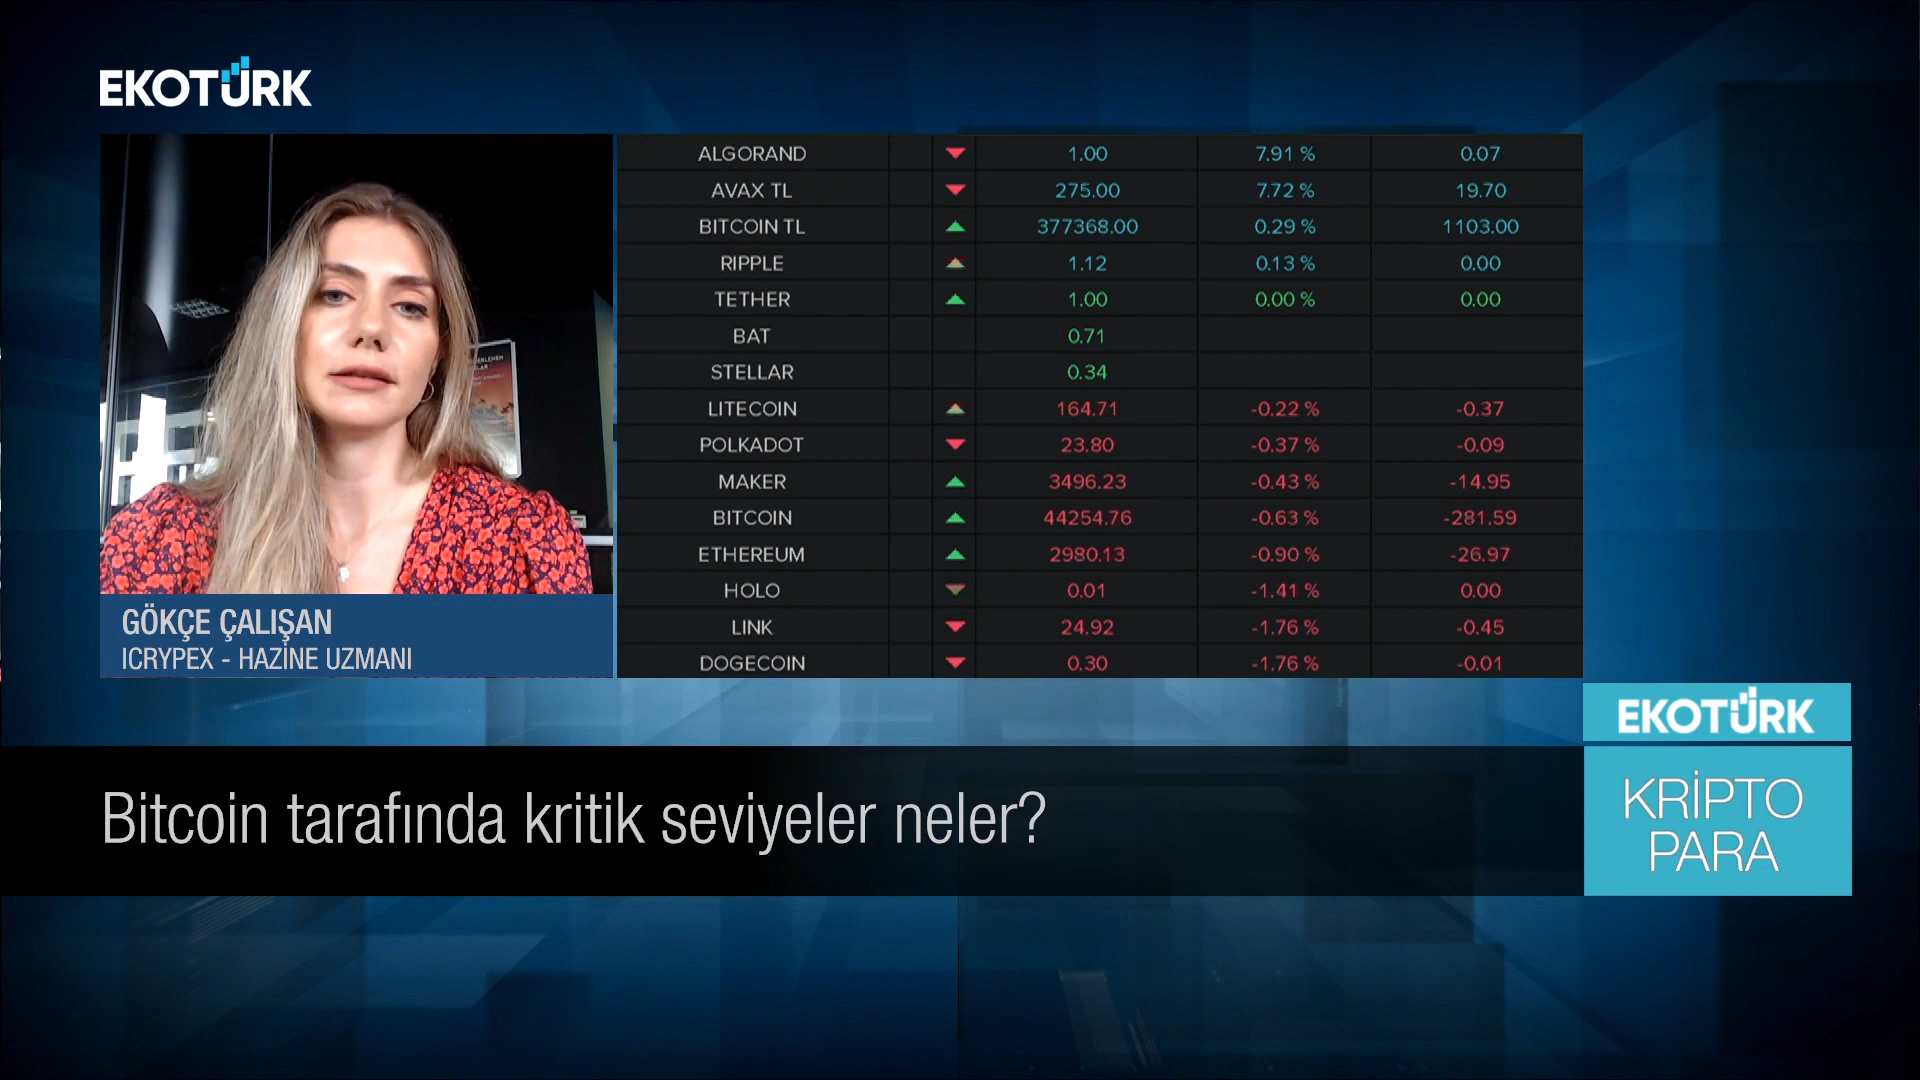 EKOTÜRK
ALGORAND 1.00 7.91 % 0.07
AVAX TL 275.00 7.72 % 19.70
BITCOIN TL 377368.00 0.29 % 1103.00
RIPPLE 1.12 0.13 % 0.00
TETHER 1.00 0.00 % 0.00
BAT 0.71
STELLAR 0.34
LITECOIN 164.71 -0.22 % -0.37
POLKADOT 23.80 -0.37 % -0.09
MAKER 3496.23 -0.43 % -14.95
BITCOIN 44254.76 -0.63 % -281.59
ETHEREUM 2980.13 -0.90 % -26.97
HOLO 0.01 -1.41 % 0.00
LINK 24.92 -1.76 % -0.45
DOGECOIN 0.30 -1.76 % -0.01
GÖKÇE ÇALIŞAN
ICRYPEX - HAZİNE UZMANI
EKOTÜRK
Bitcoin tarafında kritik seviyeler neler?
KRİPTO
PARA